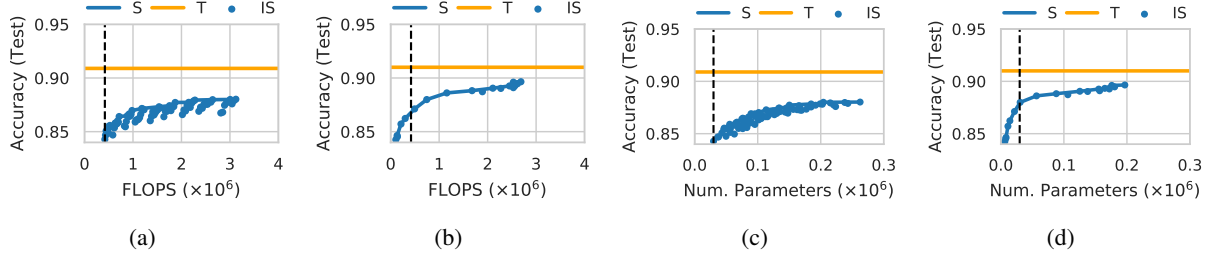 S T IS
Accuracy (Test)
0.95
0.90
0.85
0 1 2 3 4
FLOPS (×10⁶)
(a)
S T IS
Accuracy (Test)
0.95
0.90
0.85
0 1 2 3 4
FLOPS (×10⁶)
(b)
S T IS
Accuracy (Test)
0.95
0.90
0.85
0.0 0.1 0.2 0.3
Num. Parameters (×10⁶)
(c)
S T IS
Accuracy (Test)
0.95
0.90
0.85
0.0 0.1 0.2 0.3
Num. Parameters (×10⁶)
(d)